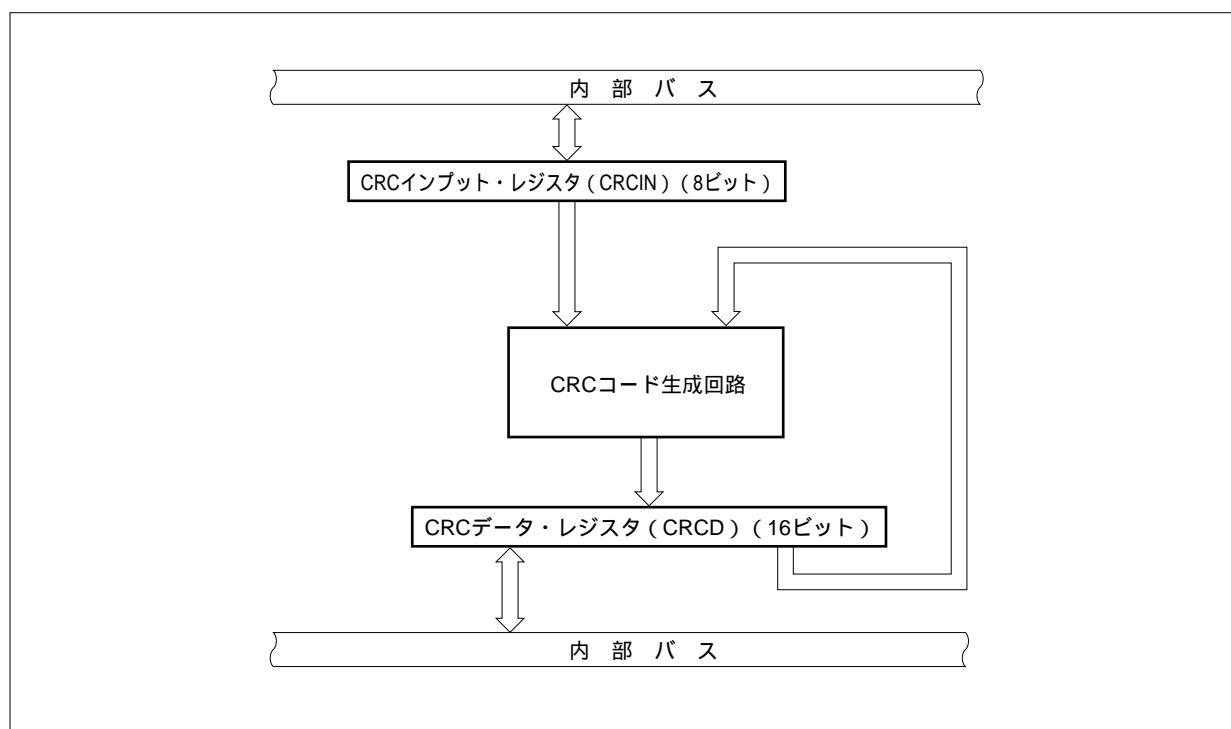 内 部 バ ス
CRCインプット・レジスタ（CRCIN）（8ビット）
CRCコード生成回路
CRCデータ・レジスタ（CRCD）（16ビット）
内 部 バ ス